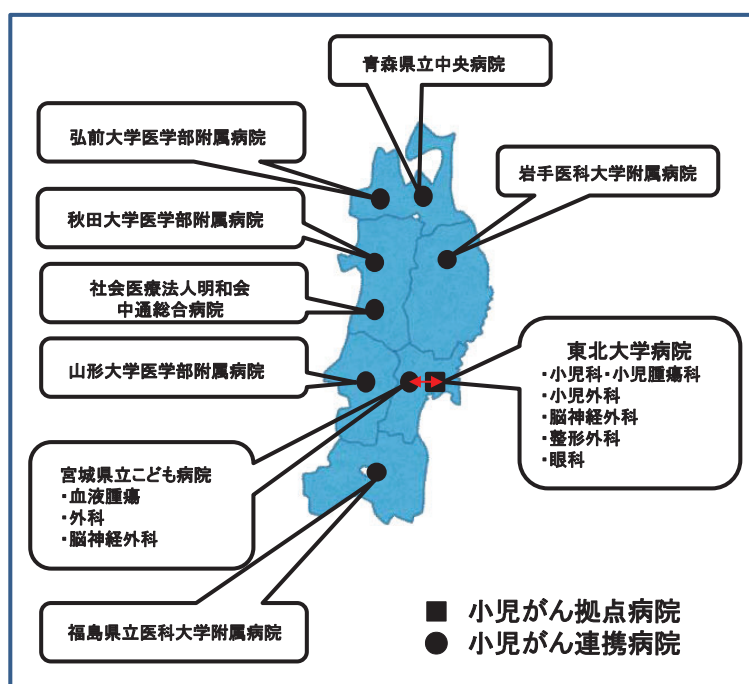 青森県立中央病院
弘前大学医学部附属病院
岩手医科大学附属病院
秋田大学医学部附属病院
社会医療法人明和会
中通総合病院
山形大学医学部附属病院
東北大学病院
・小児科・小児腫瘍科
・小児外科
・脳神経外科
・整形外科
・眼科
宮城県立こども病院
・血液腫瘍
・外科
・脳神経外科
福島県立医科大学附属病院
■ 小児がん拠点病院
● 小児がん連携病院